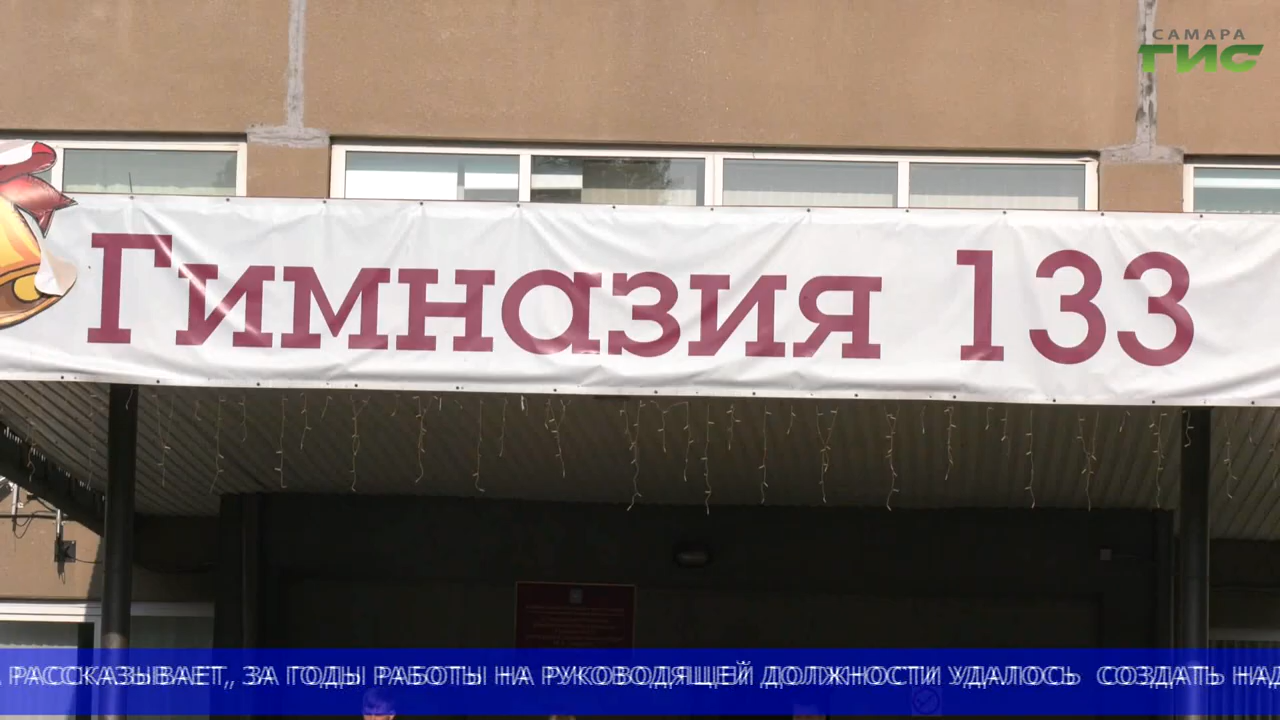 САМАРА
ГИС
Гимназия 133
РАССКАЗЫВАЕТ, ЗА ГОДЫ РАБОТЫ НА РУКОВОДЯЩЕЙ ДОЛЖНОСТИ УДАЛОСЬ СОЗДАТЬ